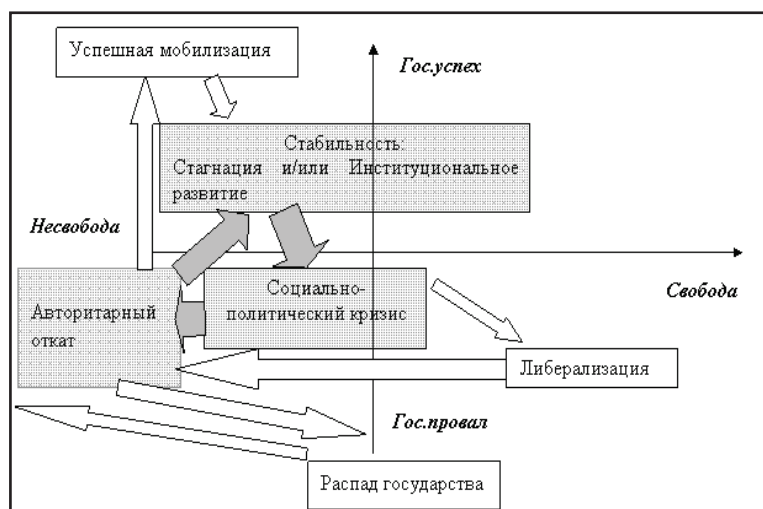 Успешная мобилизация
Гос.успех
Стабильность:
Стагнация и/или Институциональное
развитие
Несвобода
Социально-
политический кризис
Свобода
Авторитарный
откат
Либерализация
Гос.провал
Распад государства